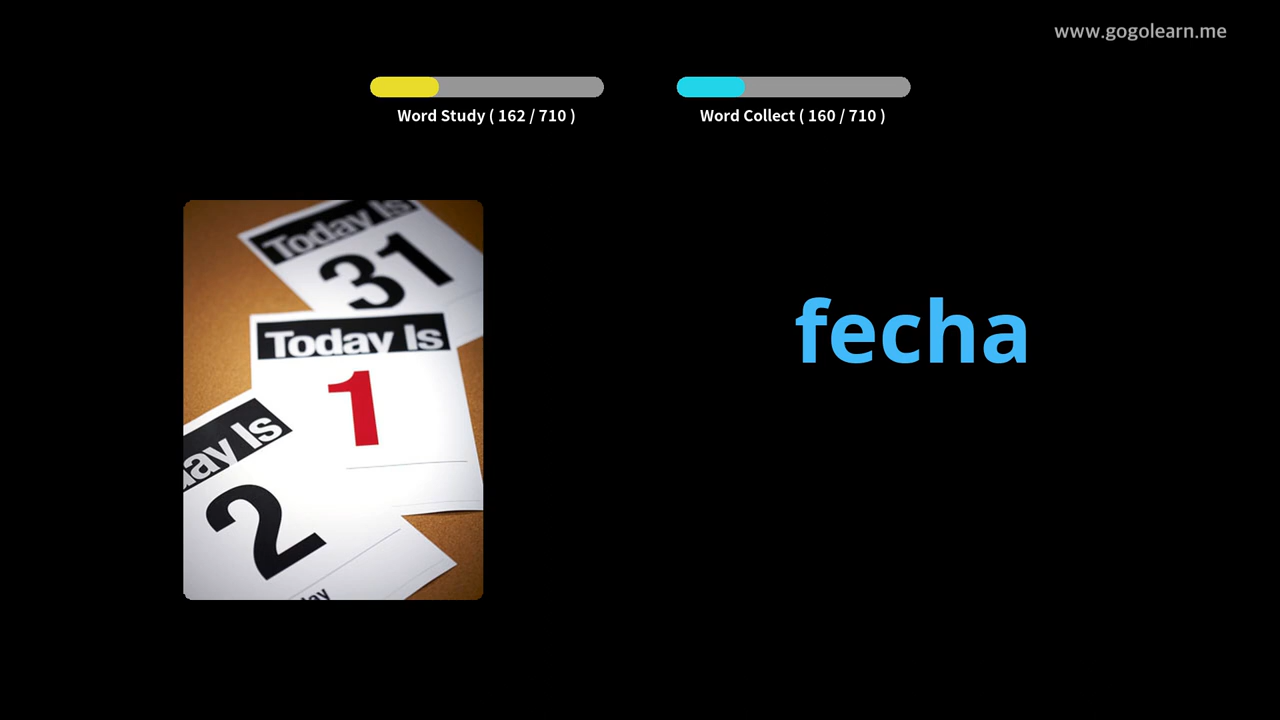 www.gogolearn.me
Word Study ( 162 / 710 )
Word Collect ( 160 / 710 )
Today Is
31
Today Is
1
ay Is
2
ay
fecha